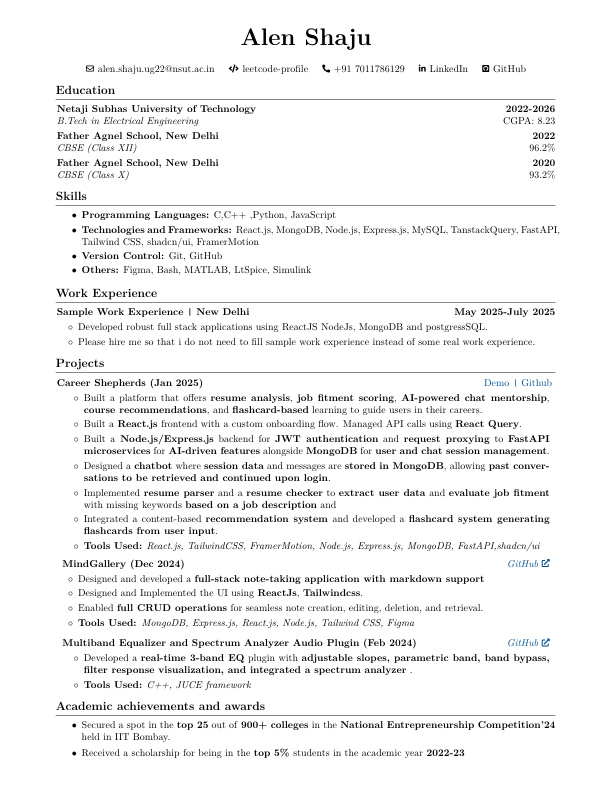 Alen Shaju
alen.shaju.ug22@nsut.ac.in leetcode-profile +91 7011786129 LinkedIn GitHub
Education
Netaji Subhas University of Technology 2022-2026
B.Tech in Electrical Engineering CGPA: 8.23
Father Agnel School, New Delhi 2022
CBSE (Class XII) 96.2%
Father Agnel School, New Delhi 2020
CBSE (Class X) 93.2%
Skills
• Programming Languages: C,C++ ,Python, JavaScript
• Technologies and Frameworks: React.js, MongoDB, Node.js, Express.js, MySQL, TanstackQuery, FastAPI,
Tailwind CSS, shadcn/ui, FramerMotion
• Version Control: Git, GitHub
• Others: Figma, Bash, MATLAB, LtSpice, Simulink
Work Experience
Sample Work Experience | New Delhi May 2025-July 2025
◦ Developed robust full stack applications using ReactJS NodeJs, MongoDB and postgressSQL.
◦ Please hire me so that i do not need to fill sample work experience instead of some real work experience.
Projects
Career Shepherds (Jan 2025) Demo | Github
◦ Built a platform that offers resume analysis, job fitment scoring, AI-powered chat mentorship,
course recommendations, and flashcard-based learning to guide users in their careers.
◦ Built a React.js frontend with a custom onboarding flow. Managed API calls using React Query.
◦ Built a Node.js/Express.js backend for JWT authentication and request proxying to FastAPI
microservices for AI-driven features alongside MongoDB for user and chat session management.
◦ Designed a chatbot where session data and messages are stored in MongoDB, allowing past conver-
sations to be retrieved and continued upon login.
◦ Implemented resume parser and a resume checker to extract user data and evaluate job fitment
with missing keywords based on a job description and
◦ Integrated a content-based recommendation system and developed a flashcard system generating
flashcards from user input.
◦ Tools Used: React.js, TailwindCSS, FramerMotion, Node.js, Express.js, MongoDB, FastAPI,shadcn/ui
MindGallery (Dec 2024) GitHub
◦ Designed and developed a full-stack note-taking application with markdown support
◦ Designed and Implemented the UI using ReactJs, Tailwindcss.
◦ Enabled full CRUD operations for seamless note creation, editing, deletion, and retrieval.
◦ Tools Used: MongoDB, Express.js, React.js, Node.js, Tailwind CSS, Figma
Multiband Equalizer and Spectrum Analyzer Audio Plugin (Feb 2024) GitHub
◦ Developed a real-time 3-band EQ plugin with adjustable slopes, parametric band, band bypass,
filter response visualization, and integrated a spectrum analyzer .
◦ Tools Used: C++, JUCE framework
Academic achievements and awards
• Secured a spot in the top 25 out of 900+ colleges in the National Entrepreneurship Competition'24
held in IIT Bombay.
• Received a scholarship for being in the top 5% students in the academic year 2022-23